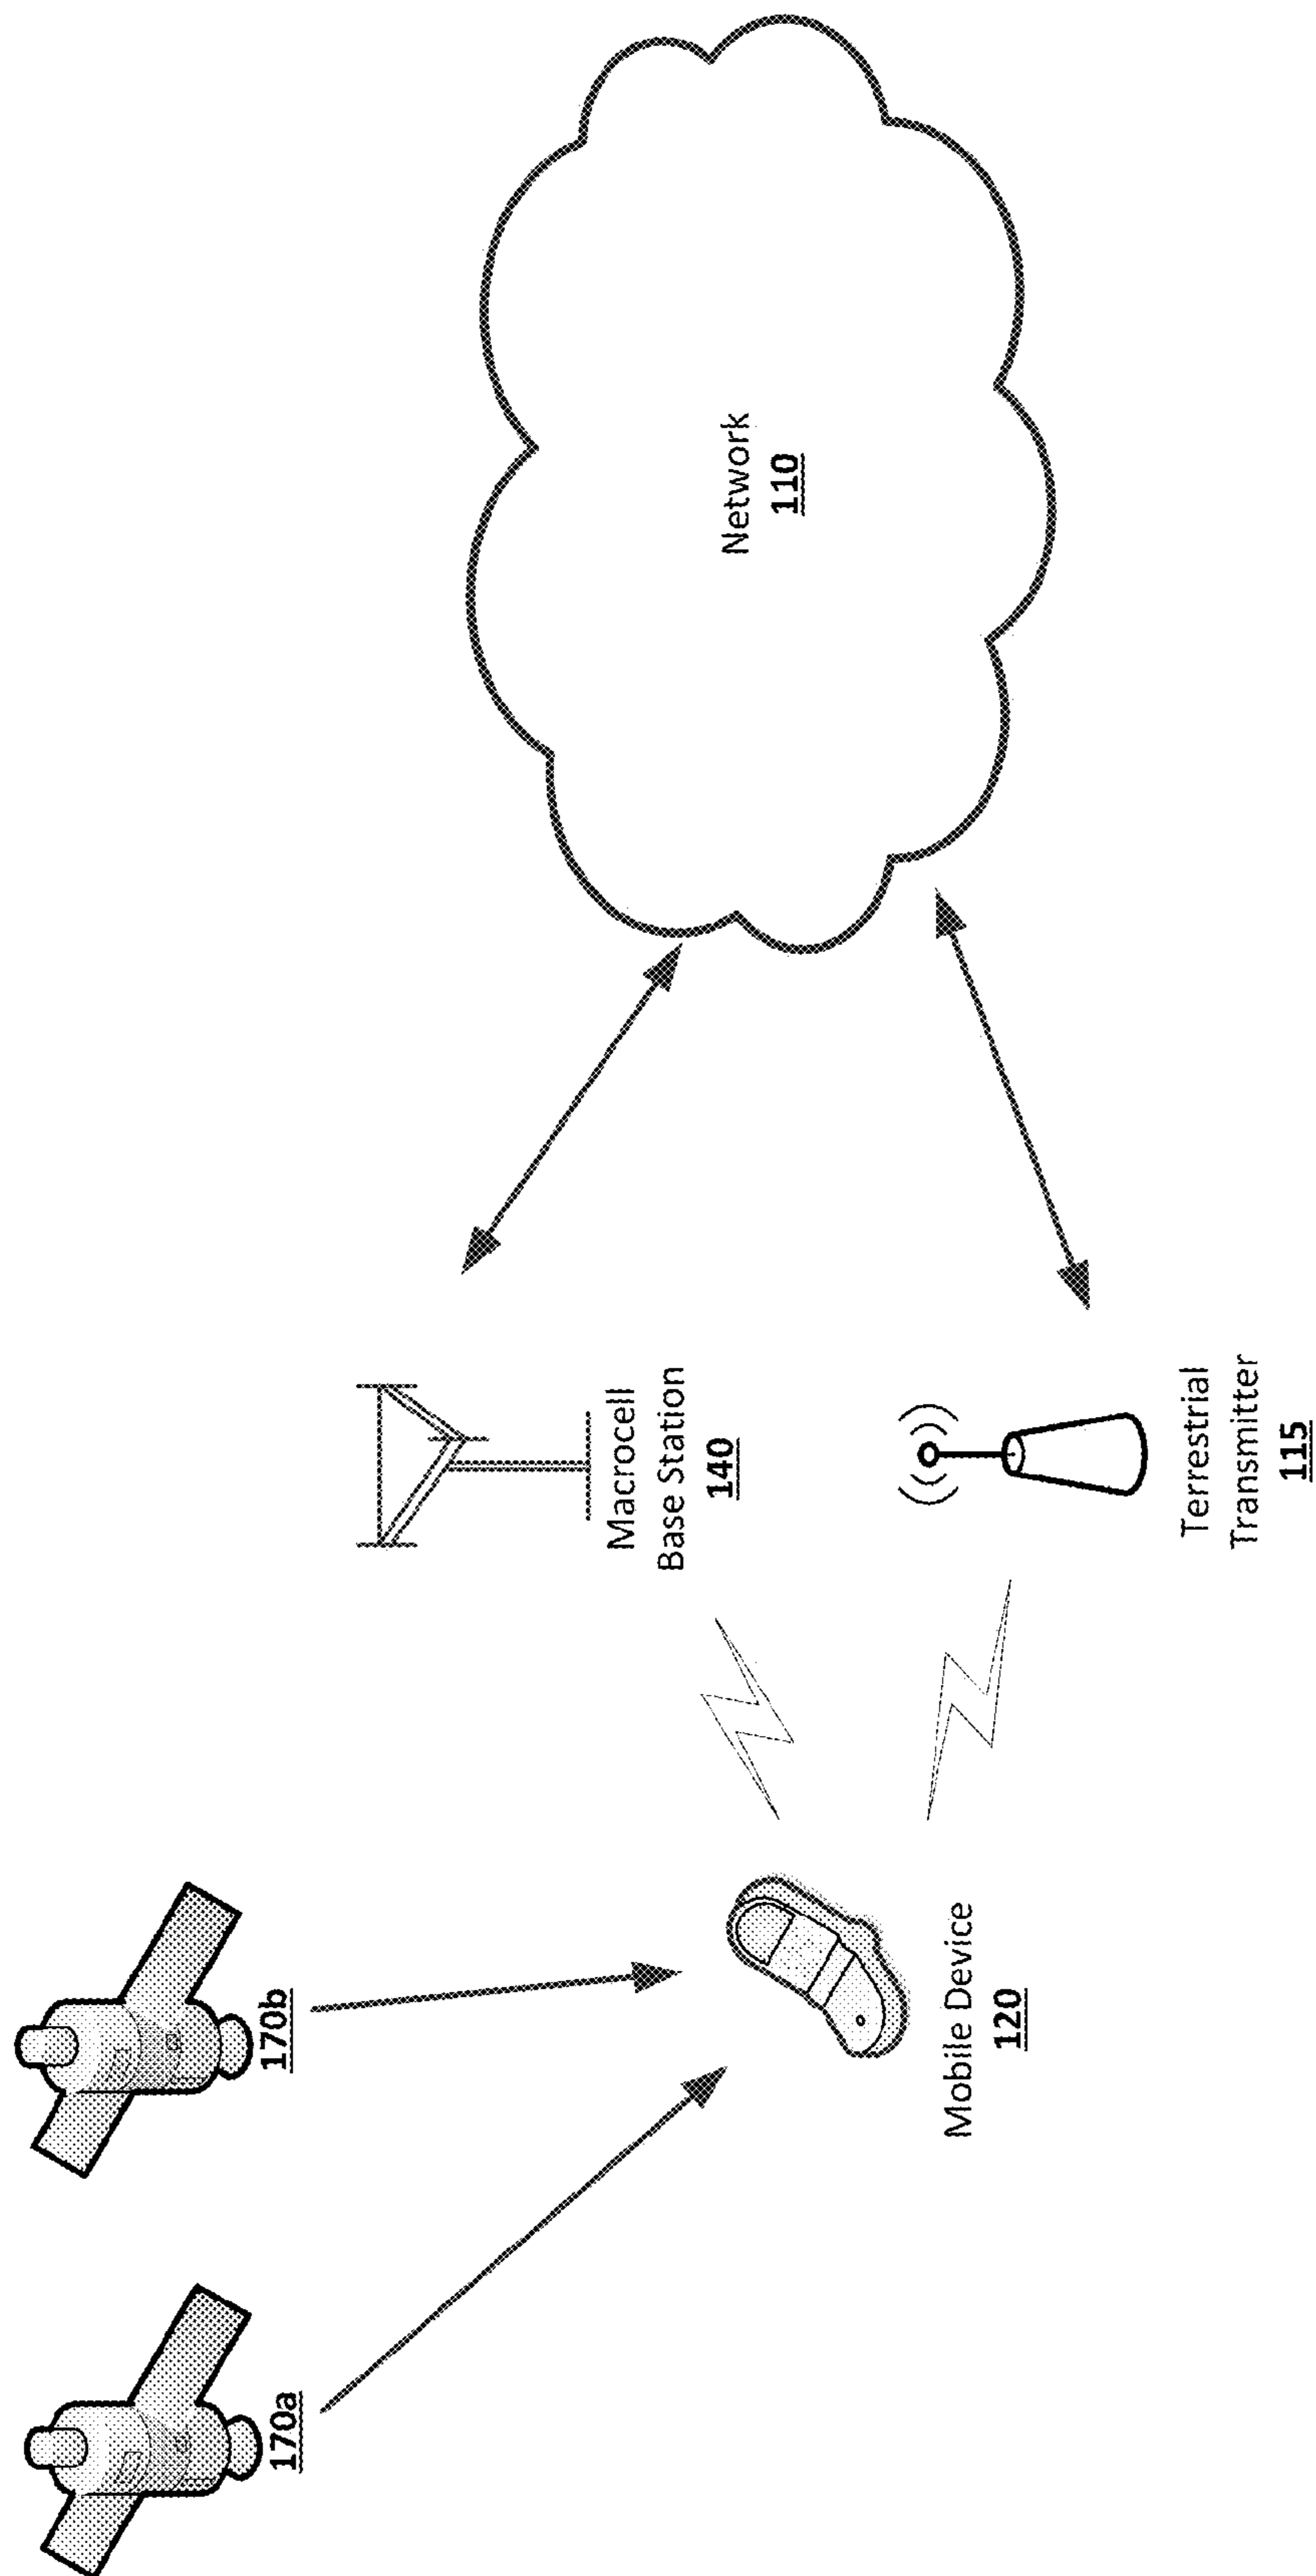 170a
170b
Mobile Device
120
Macrocell
Base Station
140
Terrestrial
Transmitter
115
Network
110